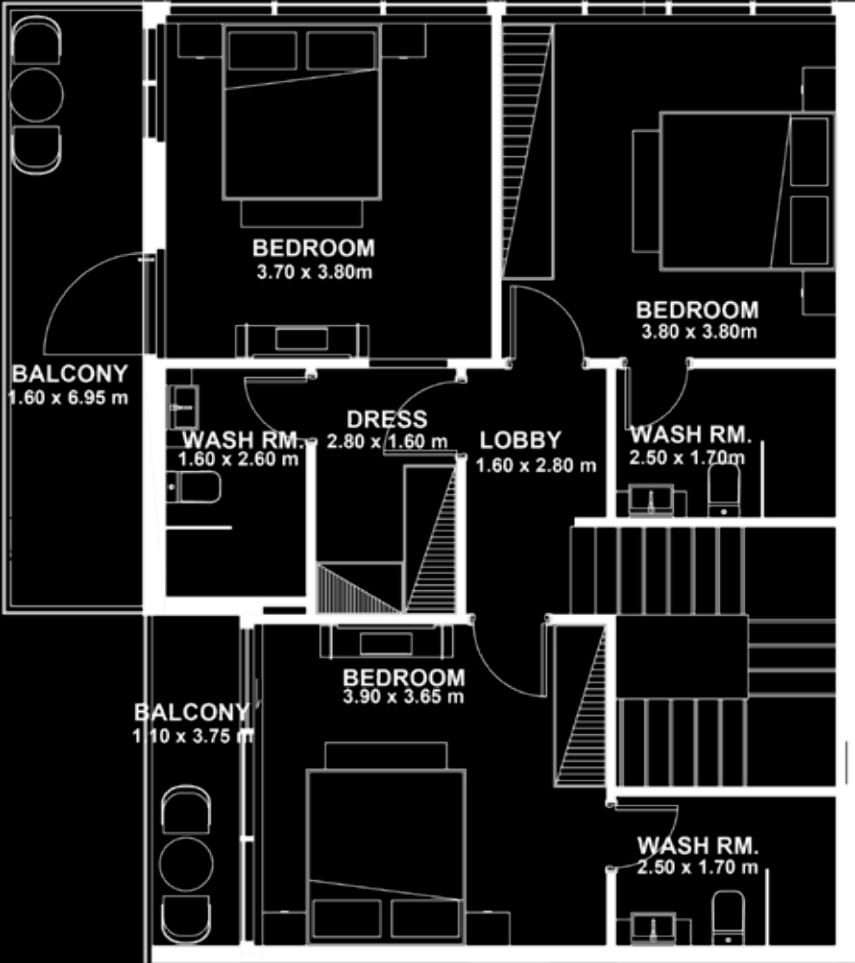 BEDROOM
3.70 x 3.80m
BEDROOM
3.80 x 3.80m
BALCONY
1.60 x 6.95 m
DRESS
2.80 x 1.60 m
WASH RM.
1.60 x 2.60 m
LOBBY
1.60 x 2.80 m
WASH RM.
2.50 x 1.70m
BEDROOM
3.90 x 3.65 m
BALCONY
1.10 x 3.75 m
WASH RM.
2.50 x 1.70 m